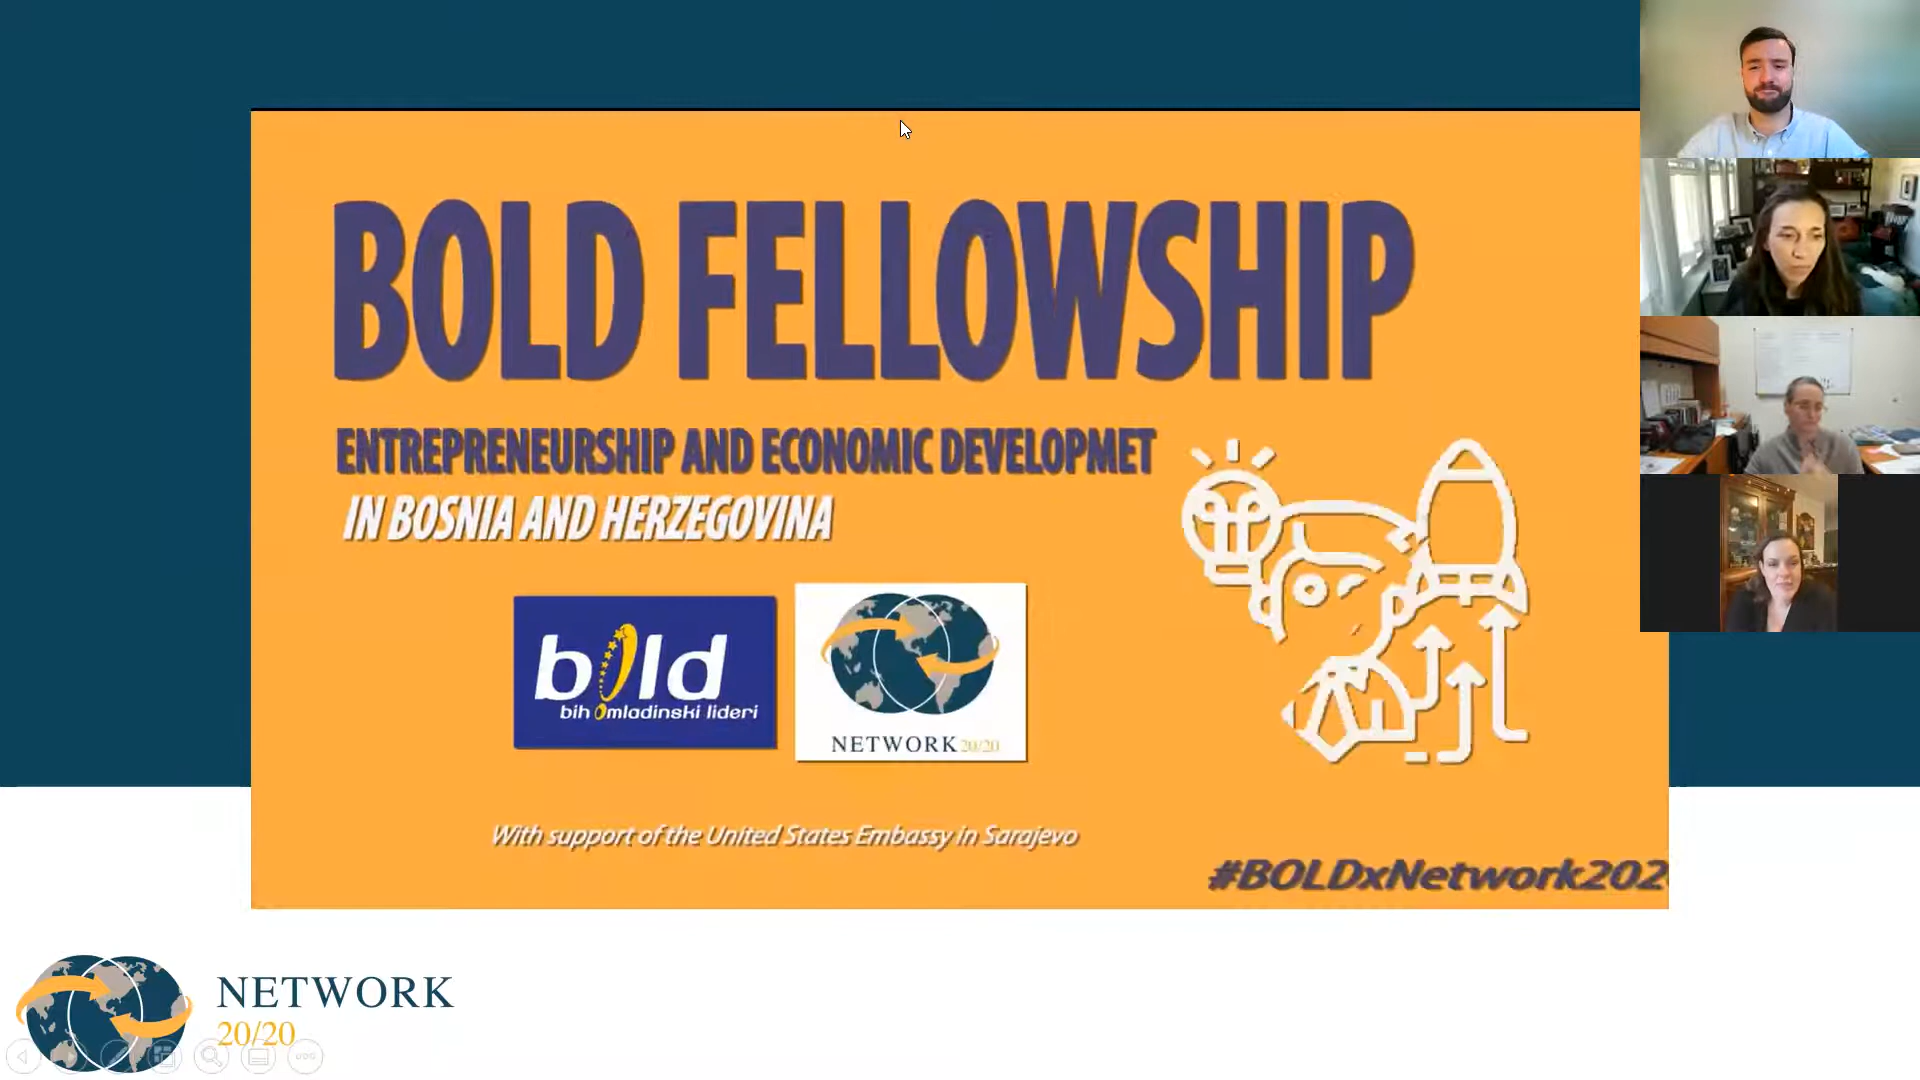 BOLD FELLOWSHIP
ENTREPRENEURSHIP AND ECONOMIC DEVELOPMET
IN BOSNIA AND HERZEGOVINA
bold
bih omladinski lideri
NETWORK 20/20
With support of the United States Embassy in Sarajevo
#BOLDxNetwork202
NETWORK
20/20